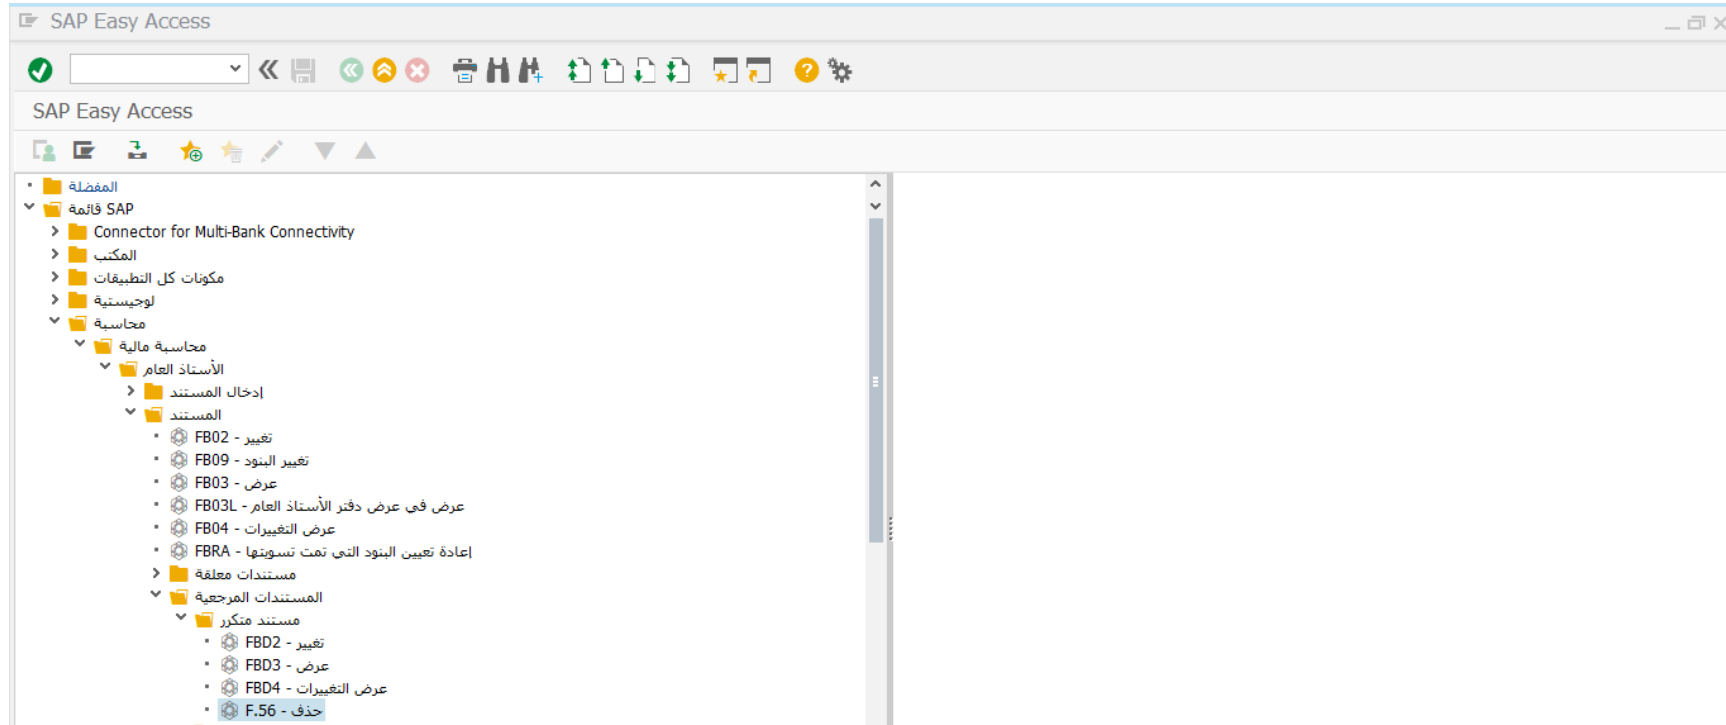 SAP Easy Access
SAP Easy Access
المفضلة
قائمة SAP
Connector for Multi-Bank Connectivity
المكتب
مكونات كل التطبيقات
لوجيستية
محاسبة
محاسبة مالية
الأستاذ العام
إدخال المستند
المستند
FB02 - تغيير
FB09 - تغيير البنود
FB03 - عرض
FB03L - عرض في عرض دفتر الأستاذ العام
FB04 - عرض التغييرات
FBRA - إعادة تعيين البنود التي تمت تسويتها
مستندات معلقة
المستندات المرجعية
مستند متكرر
FBD2 - تغيير
FBD3 - عرض
FBD4 - عرض التغييرات
F.56 - حذف